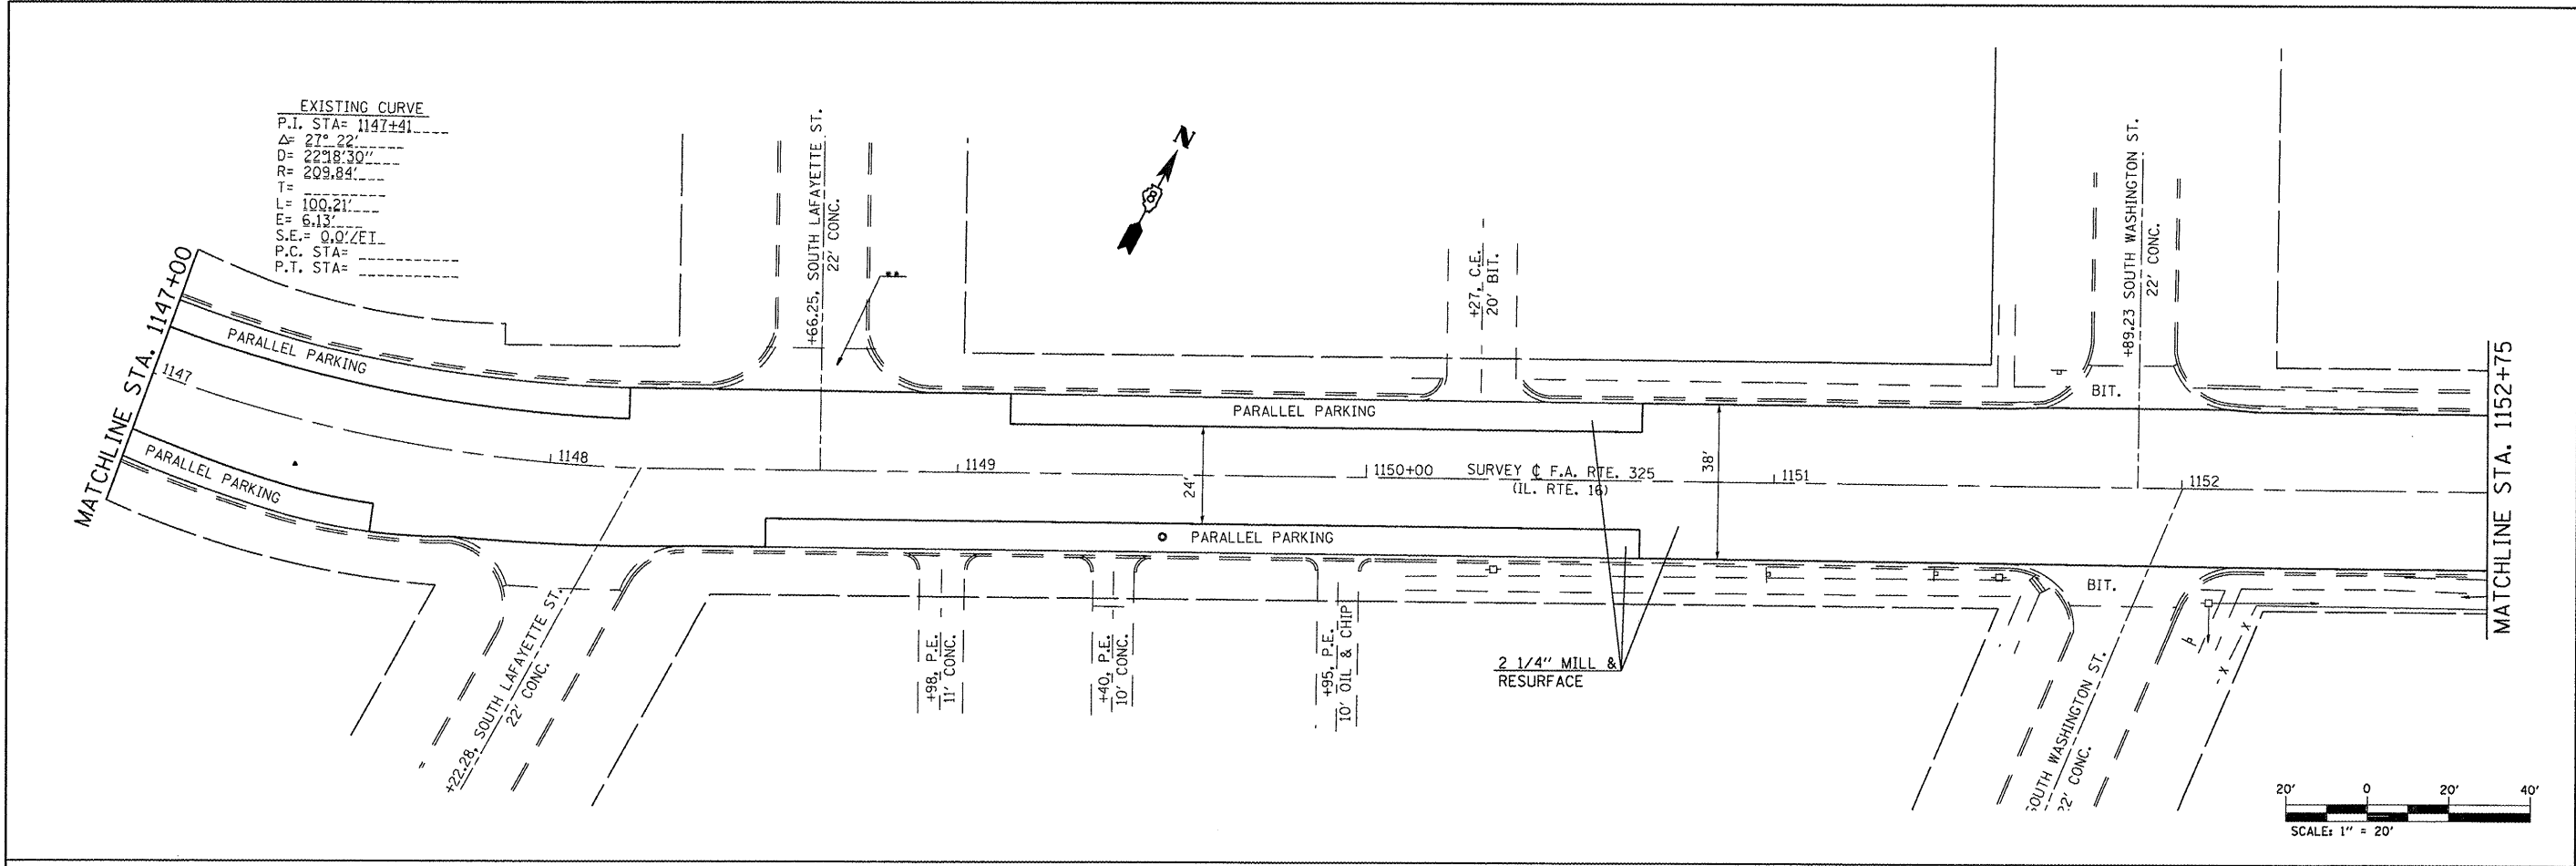 EXISTING CURVE
P.I. STA= 1147+41
Δ= 27° 22'
D= 22°18'30"
R= 209.84'
T=
L= 100.21'
E= 6.13'
S.E.= 0.0'/FT.
P.C. STA=
P.T. STA=
MATCHLINE STA. 1147+00
PARALLEL PARKING
1147
PARALLEL PARKING
1148
+66.25, SOUTH LAFAYETTE ST.
22' CONC.
**
N
8
+27, C.E.
20' BIT.
+89.23 SOUTH WASHINGTON ST.
22' CONC.
BIT.
PARALLEL PARKING
1149
1150+00
SURVEY ℄ F.A. RTE. 325
(IL. RTE. 16)
1151
1152
24'
38'
PARALLEL PARKING
MATCHLINE STA. 1152+75
BIT.
+22.28, SOUTH LAFAYETTE ST.
22' CONC.
+98, P.E.
11' CONC.
+40, P.E.
10' CONC.
+95, P.E.
10' OIL & CHIP
2 1/4" MILL &
RESURFACE
SOUTH WASHINGTON ST.
22' CONC.
X
X
20' 0 20' 40'
SCALE: 1" = 20'